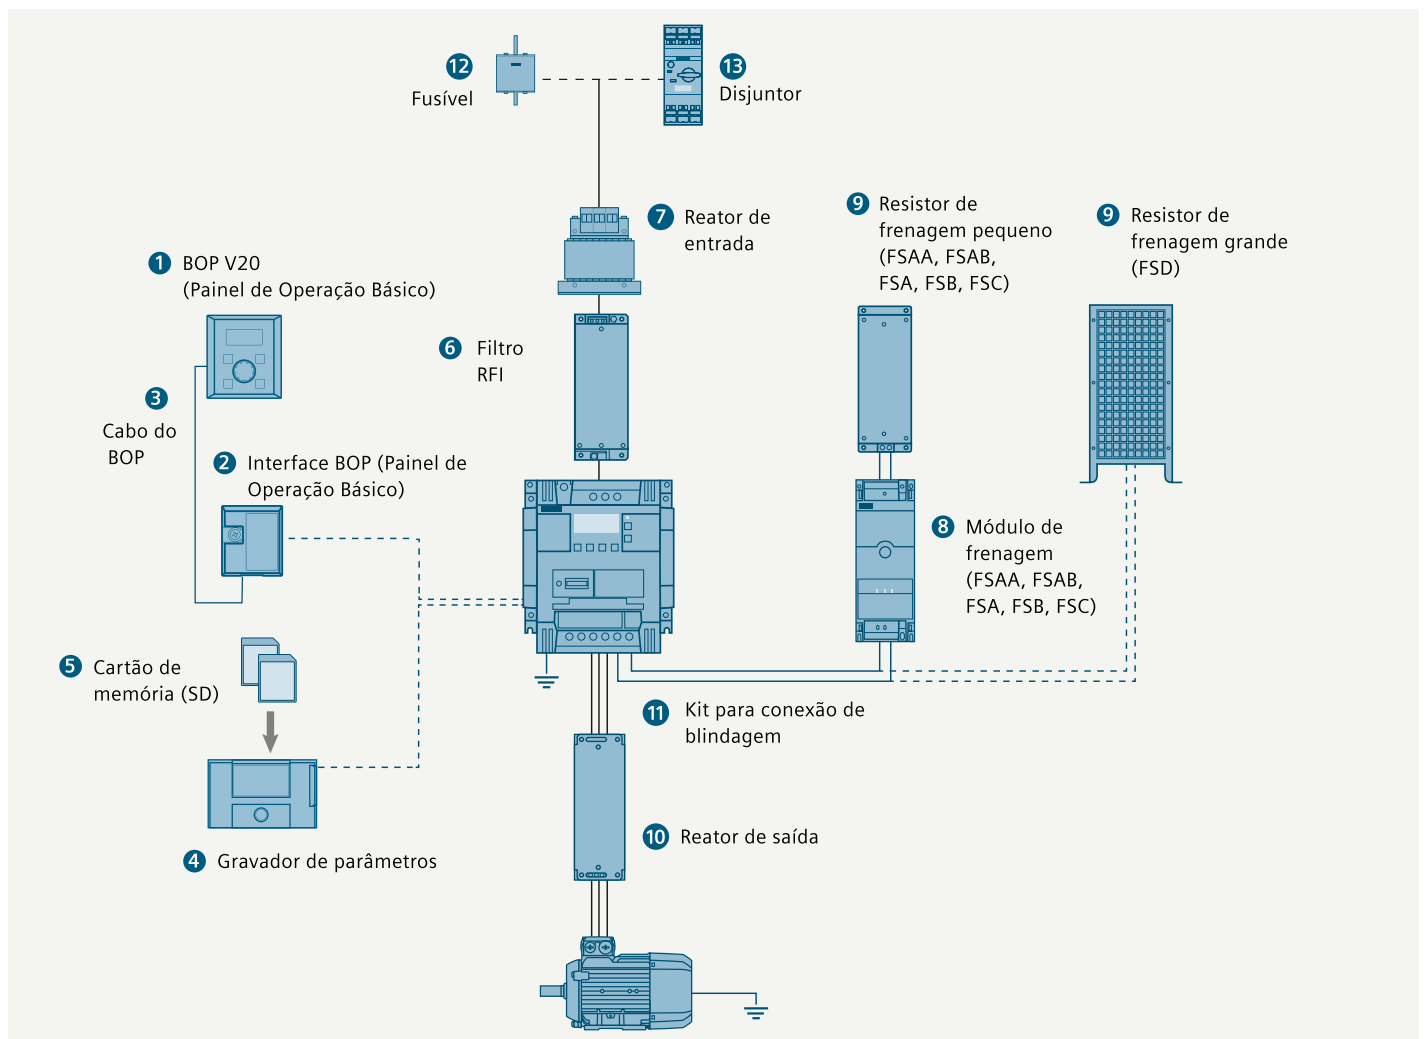 12
Fusível
13
Disjuntor
7 Reator de
entrada
9 Resistor de
frenagem pequeno
(FSAA, FSAB,
FSA, FSB, FSC)
9 Resistor de
frenagem grande
(FSD)
1 BOP V20
(Painel de Operação Básico)
6 Filtro
RFI
3
Cabo do
BOP
2 Interface BOP (Painel de
Operação Básico)
8 Módulo de
frenagem
(FSAA, FSAB,
FSA, FSB, FSC)
5 Cartão de
memória (SD)
11 Kit para conexão de
blindagem
10 Reator de saída
4 Gravador de parâmetros